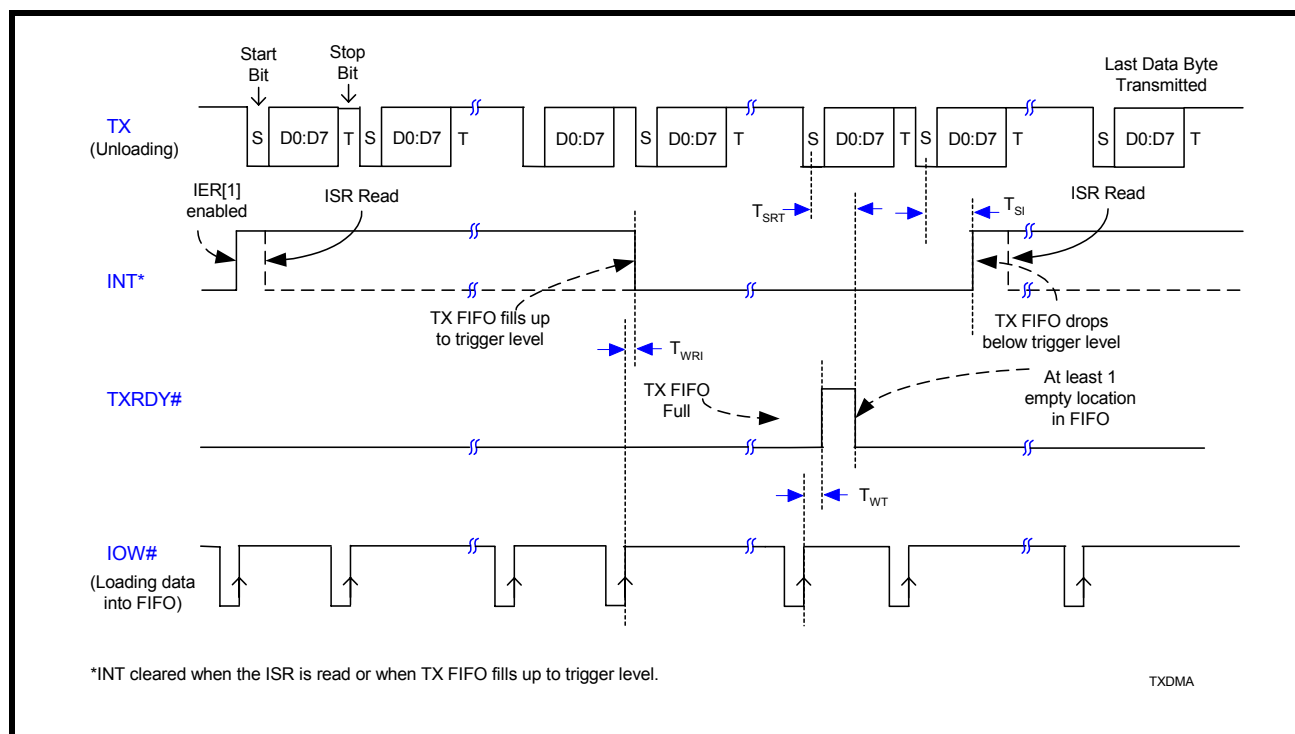 Start
Bit
Stop
Bit
Last Data Byte
Transmitted
TX
(Unloading)
S D0:D7 T S D0:D7 T D0:D7 S D0:D7 T S D0:D7 T S D0:D7 T S D0:D7 T
IER[1]
enabled
ISR Read
TSRT
TSI
ISR Read
INT*
TX FIFO fills up
to trigger level
TX FIFO drops
below trigger level
TWRI
TXRDY#
TX FIFO
Full
At least 1
empty location
in FIFO
TWT
IOW#
(Loading data
into FIFO)
*INT cleared when the ISR is read or when TX FIFO fills up to trigger level.
TXDMA